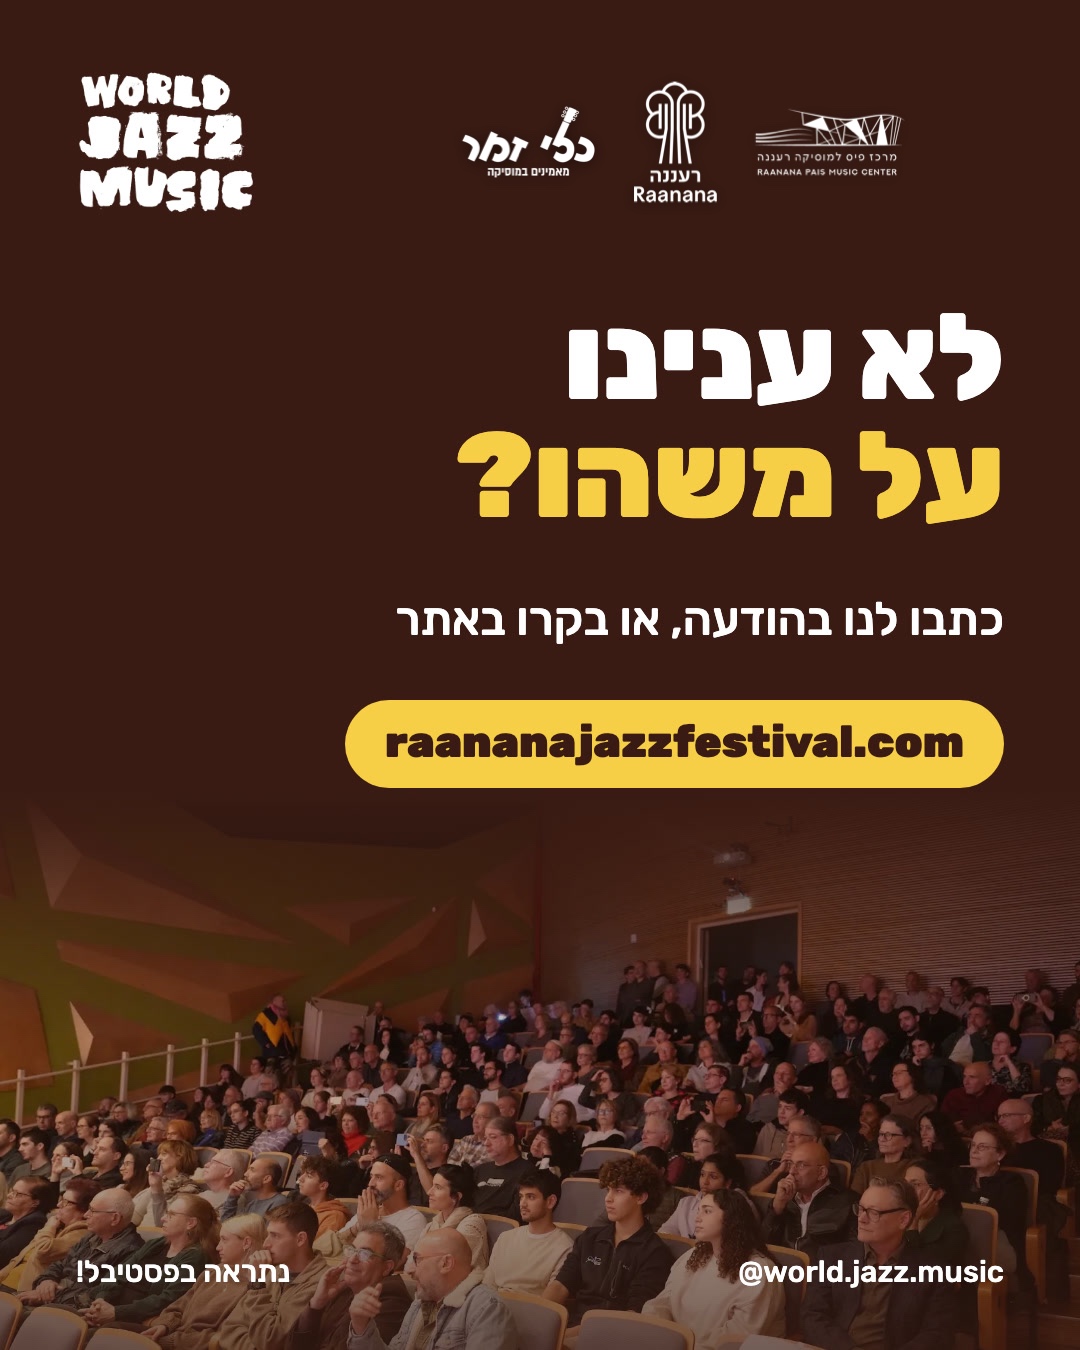 WORLD
JAZZ
MUSIC
כלי זמר
מאמינים במוסיקה
רעננה
Raanana
מרכז פיס למוסיקה רעננה
RAANANA PAIS MUSIC CENTER
לא ענינו
על משהו?
כתבו לנו בהודעה, או בקרו באתר
raananajazzfestival.com
@world.jazz.music
נתראה בפסטיבל!